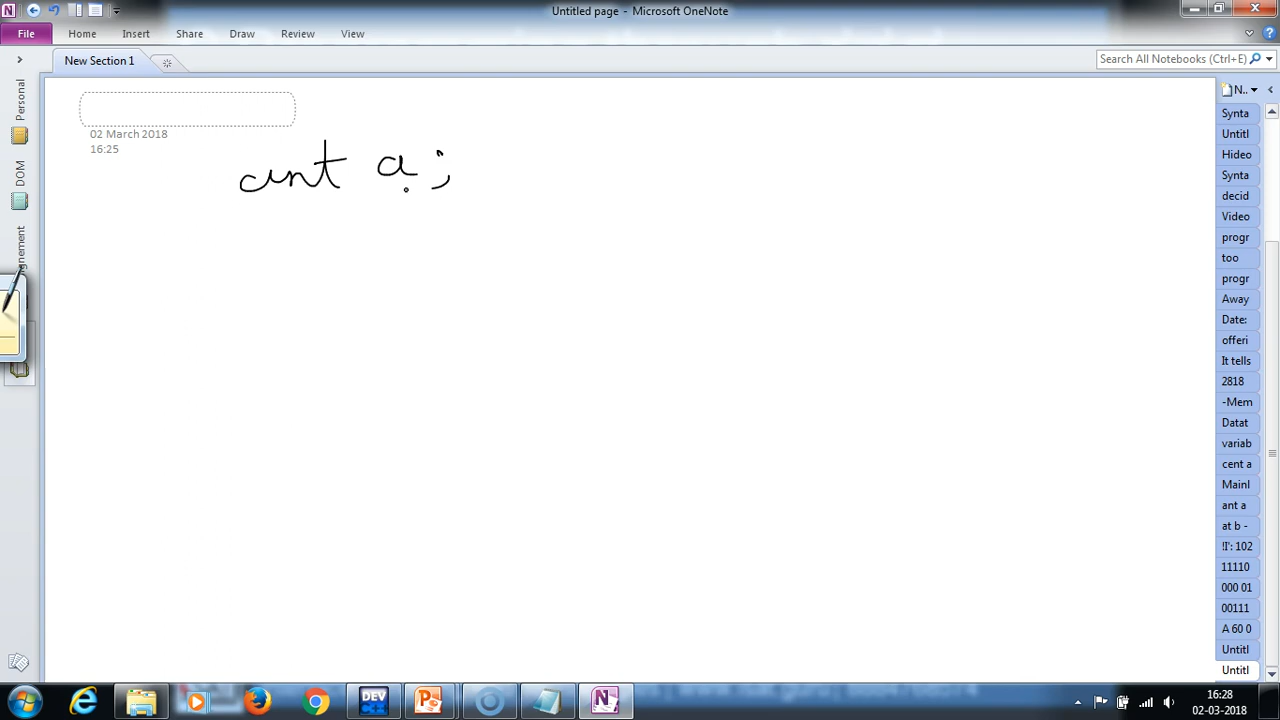 Untitled page - Microsoft OneNote
File Home Insert Share Draw Review View
New Section 1
Search All Notebooks (Ctrl+E)
N..
Personal
DOM
ignement
02 March 2018
16:25
int a ;
Synta
Untitl
Hideo
Synta
decid
Video
progr
too
progr
Away
Date:
offeri
It tells
2818
-Mem
Datat
variab
cent a
Mainl
ant a
at b -
!I': 102
11110
000 01
00111
A 60 0
Untitl
Untitl
DEV
16:28
02-03-2018